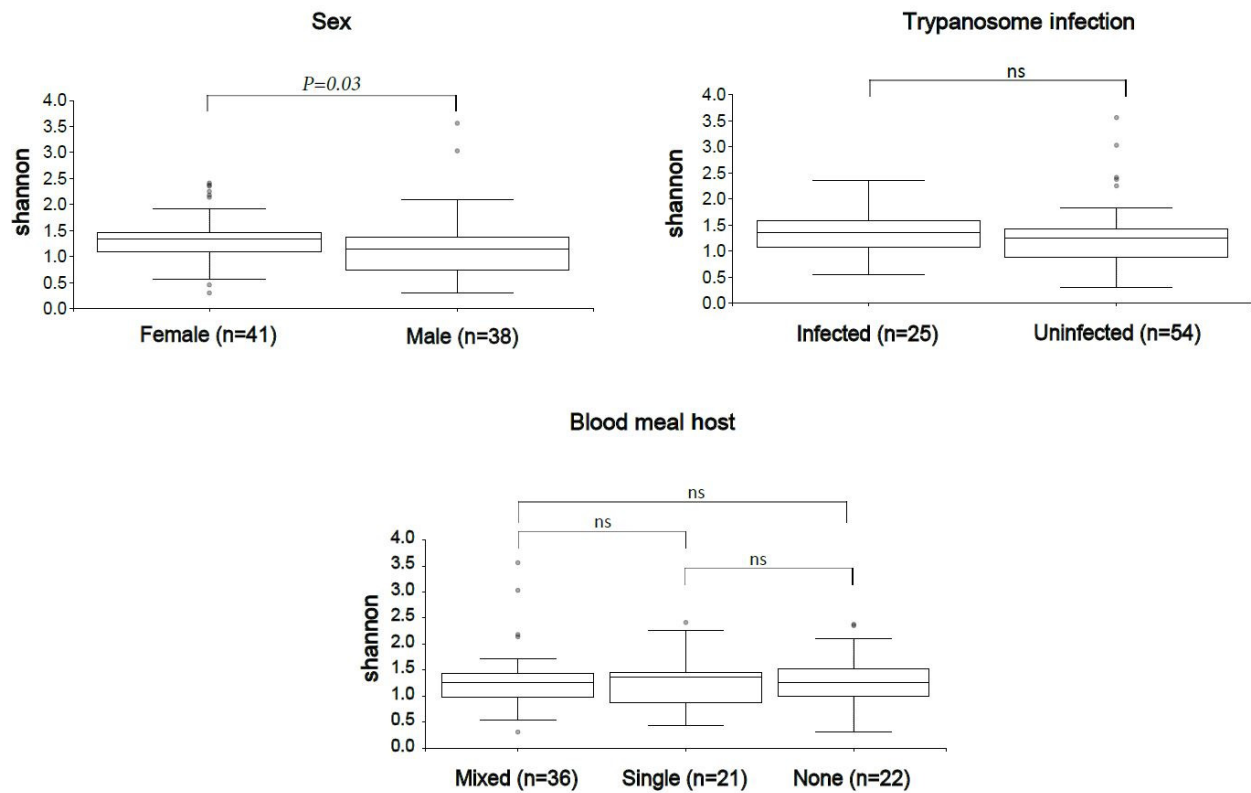 Sex
P=0.03
shannon
4.0
3.5
3.0
2.5
2.0
1.5
1.0
0.5
0.0
Female (n=41)
Male (n=38)
Trypanosome infection
ns
shannon
4.0
3.5
3.0
2.5
2.0
1.5
1.0
0.5
0.0
Infected (n=25)
Uninfected (n=54)
Blood meal host
ns
ns
ns
shannon
4.0
3.5
3.0
2.5
2.0
1.5
1.0
0.5
0.0
Mixed (n=36)
Single (n=21)
None (n=22)